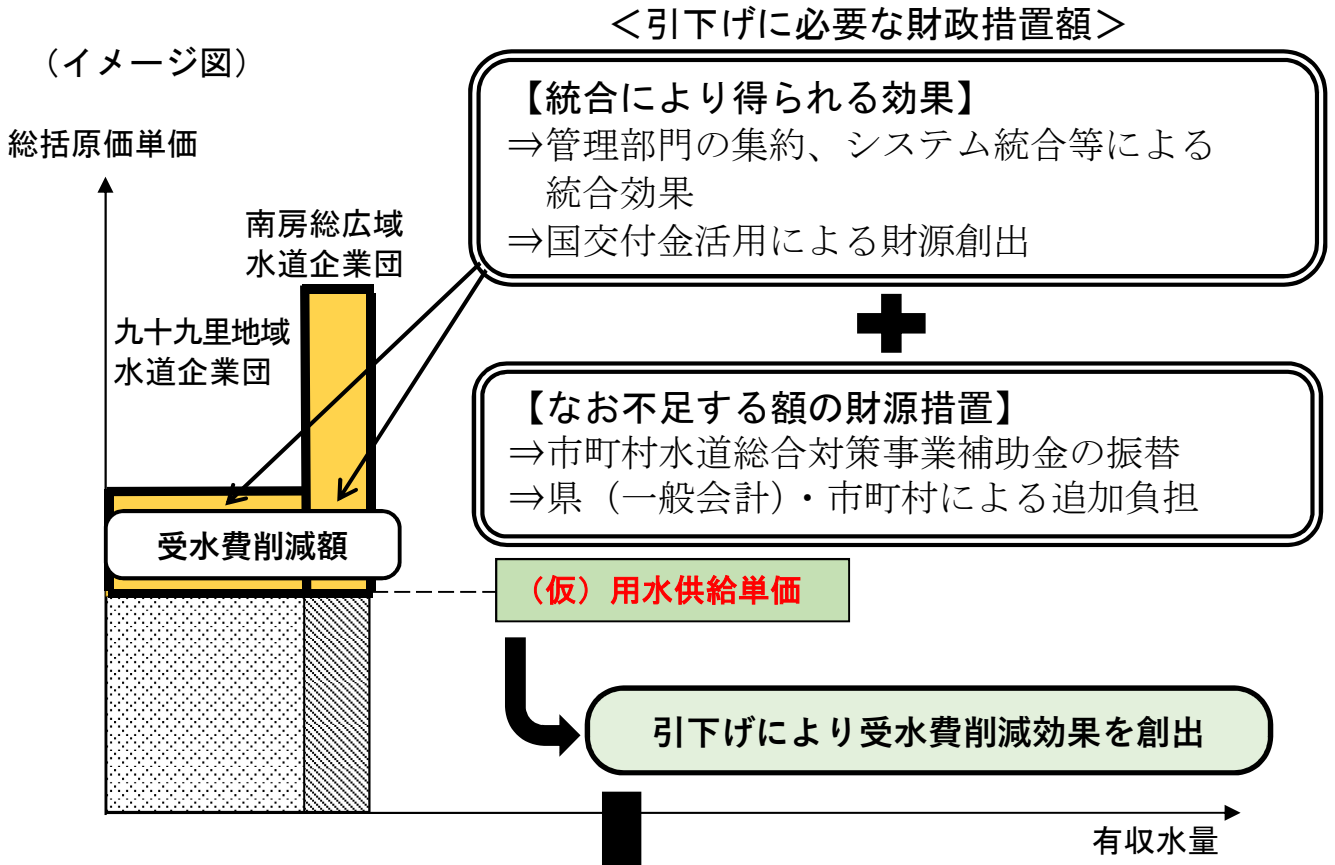 ＜引下げに必要な財政措置額＞
（イメージ図）
【統合により得られる効果】
⇒管理部門の集約、システム統合等による
統合効果
⇒国交付金活用による財源創出
総括原価単価
南房総広域
水道企業団
九十九里地域
水道企業団
【なお不足する額の財源措置】
⇒市町村水道総合対策事業補助金の振替
⇒県（一般会計）・市町村による追加負担
受水費削減額
（仮）用水供給単価
引下げにより受水費削減効果を創出
有収水量